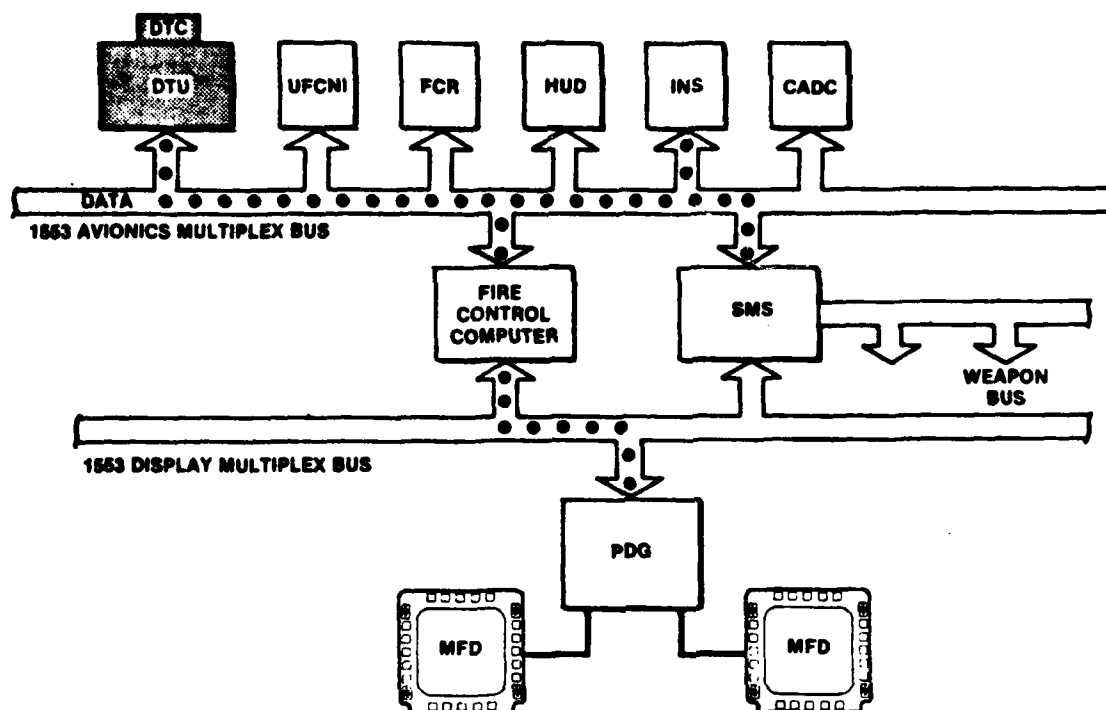 DTC
DTU
UFCNI
FCR
HUD
INS
CADC
DATA
1553 AVIONICS MULTIPLEX BUS
FIRE
CONTROL
COMPUTER
SMS
WEAPON
BUS
1553 DISPLAY MULTIPLEX BUS
PDG
MFD
MFD